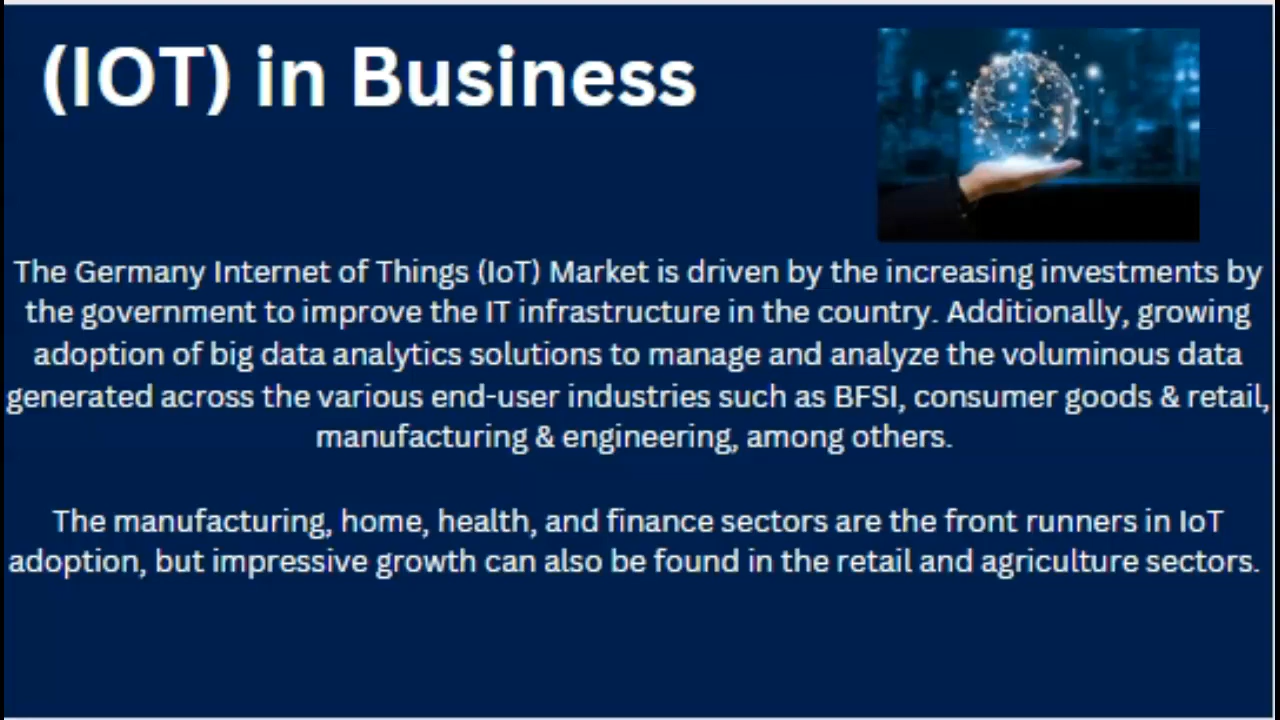 (IOT) in Business
The Germany Internet of Things (IoT) Market is driven by the increasing investments by
the government to improve the IT infrastructure in the country. Additionally, growing
adoption of big data analytics solutions to manage and analyze the voluminous data
generated across the various end-user industries such as BFSI, consumer goods & retail,
manufacturing & engineering, among others.
The manufacturing, home, health, and finance sectors are the front runners in IoT
adoption, but impressive growth can also be found in the retail and agriculture sectors.